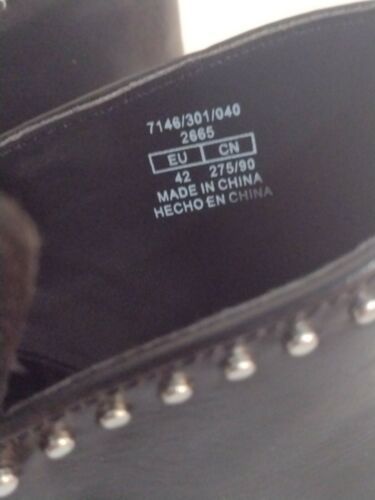 7146/301/040
2665
EU CN
42 275/90
MADE IN CHINA
HECHO EN CHINA